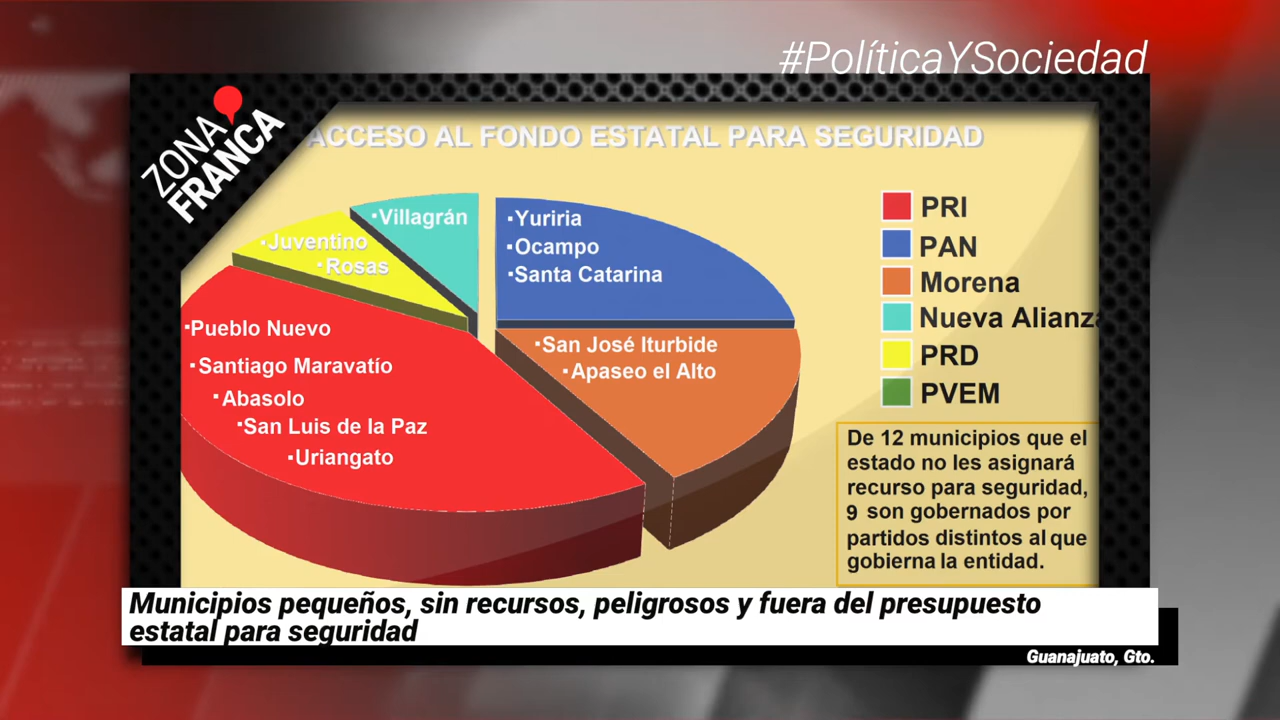 #PolíticaYSociedad
ZONA
FRANCA
ACCESO AL FONDO ESTATAL PARA SEGURIDAD
·Villagrán
·Juventino
·Rosas
·Yuriria
·Ocampo
·Santa Catarina
·Pueblo Nuevo
·Santiago Maravatío
·Abasolo
·San Luis de la Paz
·Uriangato
·San José Iturbide
·Apaseo el Alto
PRI
PAN
Morena
Nueva Alianza
PRD
PVEM
De 12 municipios que el
estado no les asignará
recurso para seguridad,
9 son gobernados por
partidos distintos al que
gobierna la entidad.
Municipios pequeños, sin recursos, peligrosos y fuera del presupuesto
estatal para seguridad
Guanajuato, Gto.